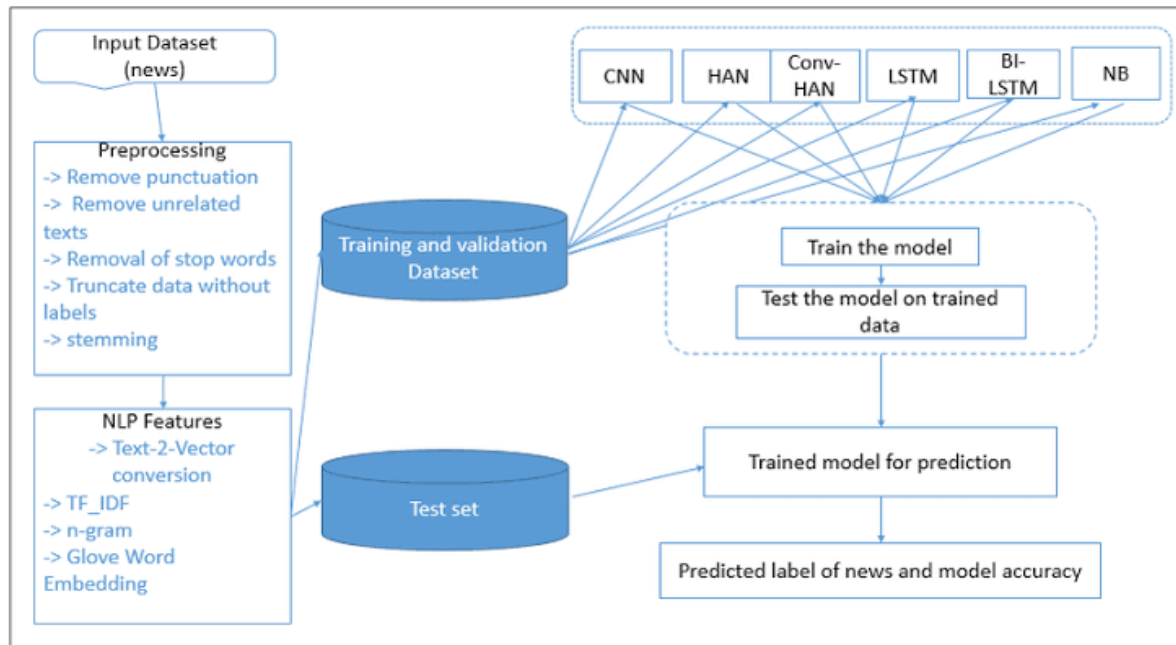 Input Dataset
(news)
Preprocessing
-> Remove punctuation
-> Remove unrelated
texts
-> Removal of stop words
-> Truncate data without
labels
-> stemming
NLP Features
-> Text-2-Vector
conversion
-> TF_IDF
-> n-gram
-> Glove Word
Embedding
Training and validation
Dataset
Test set
CNN
HAN
Conv-
HAN
LSTM
BI-
LSTM
NB
Train the model
Test the model on trained
data
Trained model for prediction
Predicted label of news and model accuracy